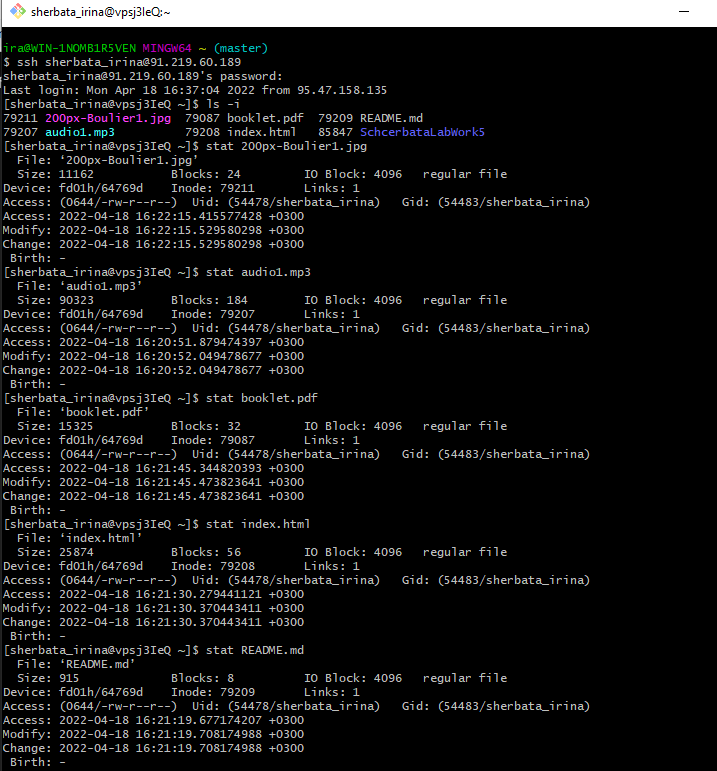 sherbata_irina@vpsj3IeQ:~
ira@WIN-1NOMB1R5VEN MINGW64 ~ (master)
$ ssh sherbata_irina@91.219.60.189
sherbata_irina@91.219.60.189's password:
Last login: Mon Apr 18 16:37:04 2022 from 95.47.158.135
[sherbata_irina@vpsj3IeQ ~]$ ls -i
79211 200px-Boulier1.jpg  79087 booklet.pdf  79209 README.md
79207 audio1.mp3          79208 index.html   85847 SchcerbataLabWork5
[sherbata_irina@vpsj3IeQ ~]$ stat 200px-Boulier1.jpg
  File: ‘200px-Boulier1.jpg’
  Size: 11162           Blocks: 24         IO Block: 4096   regular file
Device: fd01h/64769d    Inode: 79211       Links: 1
Access: (0644/-rw-r--r--)  Uid: (54478/sherbata_irina)   Gid: (54483/sherbata_irina)
Access: 2022-04-18 16:22:15.415577428 +0300
Modify: 2022-04-18 16:22:15.529580298 +0300
Change: 2022-04-18 16:22:15.529580298 +0300
 Birth: -
[sherbata_irina@vpsj3IeQ ~]$ stat audio1.mp3
  File: ‘audio1.mp3’
  Size: 90323           Blocks: 184        IO Block: 4096   regular file
Device: fd01h/64769d    Inode: 79207       Links: 1
Access: (0644/-rw-r--r--)  Uid: (54478/sherbata_irina)   Gid: (54483/sherbata_irina)
Access: 2022-04-18 16:20:51.879474397 +0300
Modify: 2022-04-18 16:20:52.049478677 +0300
Change: 2022-04-18 16:20:52.049478677 +0300
 Birth: -
[sherbata_irina@vpsj3IeQ ~]$ stat booklet.pdf
  File: ‘booklet.pdf’
  Size: 15325           Blocks: 32         IO Block: 4096   regular file
Device: fd01h/64769d    Inode: 79087       Links: 1
Access: (0644/-rw-r--r--)  Uid: (54478/sherbata_irina)   Gid: (54483/sherbata_irina)
Access: 2022-04-18 16:21:45.344820393 +0300
Modify: 2022-04-18 16:21:45.473823641 +0300
Change: 2022-04-18 16:21:45.473823641 +0300
 Birth: -
[sherbata_irina@vpsj3IeQ ~]$ stat index.html
  File: ‘index.html’
  Size: 25874           Blocks: 56         IO Block: 4096   regular file
Device: fd01h/64769d    Inode: 79208       Links: 1
Access: (0644/-rw-r--r--)  Uid: (54478/sherbata_irina)   Gid: (54483/sherbata_irina)
Access: 2022-04-18 16:21:30.279441121 +0300
Modify: 2022-04-18 16:21:30.370443411 +0300
Change: 2022-04-18 16:21:30.370443411 +0300
 Birth: -
[sherbata_irina@vpsj3IeQ ~]$ stat README.md
  File: ‘README.md’
  Size: 915             Blocks: 8          IO Block: 4096   regular file
Device: fd01h/64769d    Inode: 79209       Links: 1
Access: (0644/-rw-r--r--)  Uid: (54478/sherbata_irina)   Gid: (54483/sherbata_irina)
Access: 2022-04-18 16:21:19.677174207 +0300
Modify: 2022-04-18 16:21:19.708174988 +0300
Change: 2022-04-18 16:21:19.708174988 +0300
 Birth: -